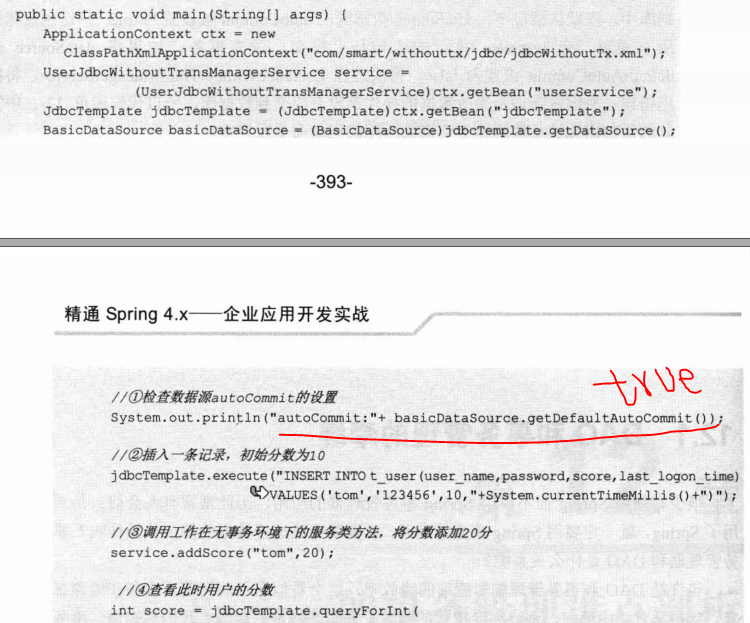 public static void main(String[] args) {
ApplicationContext ctx = new
ClassPathXmlApplicationContext("com/smart/withouttx/jdbc/jdbcWithoutTx.xml");
UserJdbcWithoutTransManagerService service =
(UserJdbcWithoutTransManagerService)ctx.getBean("userService");
JdbcTemplate jdbcTemplate = (JdbcTemplate)ctx.getBean("jdbcTemplate");
BasicDataSource basicDataSource = (BasicDataSource)jdbcTemplate.getDataSource();
-393-
精通 Spring 4.x——企业应用开发实战
true
//①检查数据源autoCommit的设置
System.out.println("autoCommit:"+ basicDataSource.getDefaultAutoCommit());
//②插入一条记录，初始分数为10
jdbcTemplate.execute("INSERT INTO t_user(user_name,password,score,last_logon_time)
VALUES('tom','123456',10,"+System.currentTimeMillis()+")");
//③调用工作在无事务环境下的服务类方法，将分数添加20分
service.addScore("tom",20);
//④查看此时用户的分数
int score = jdbcTemplate.queryForInt(